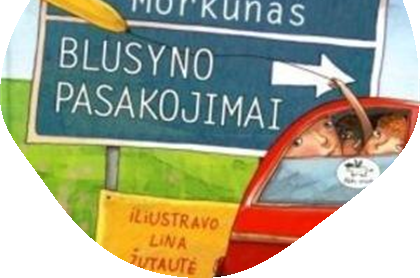 Morkūnas
BLUSYNO
PASAKOJIMAI
iLIUSTRAVO
LINA
ŽUTAUTĖ